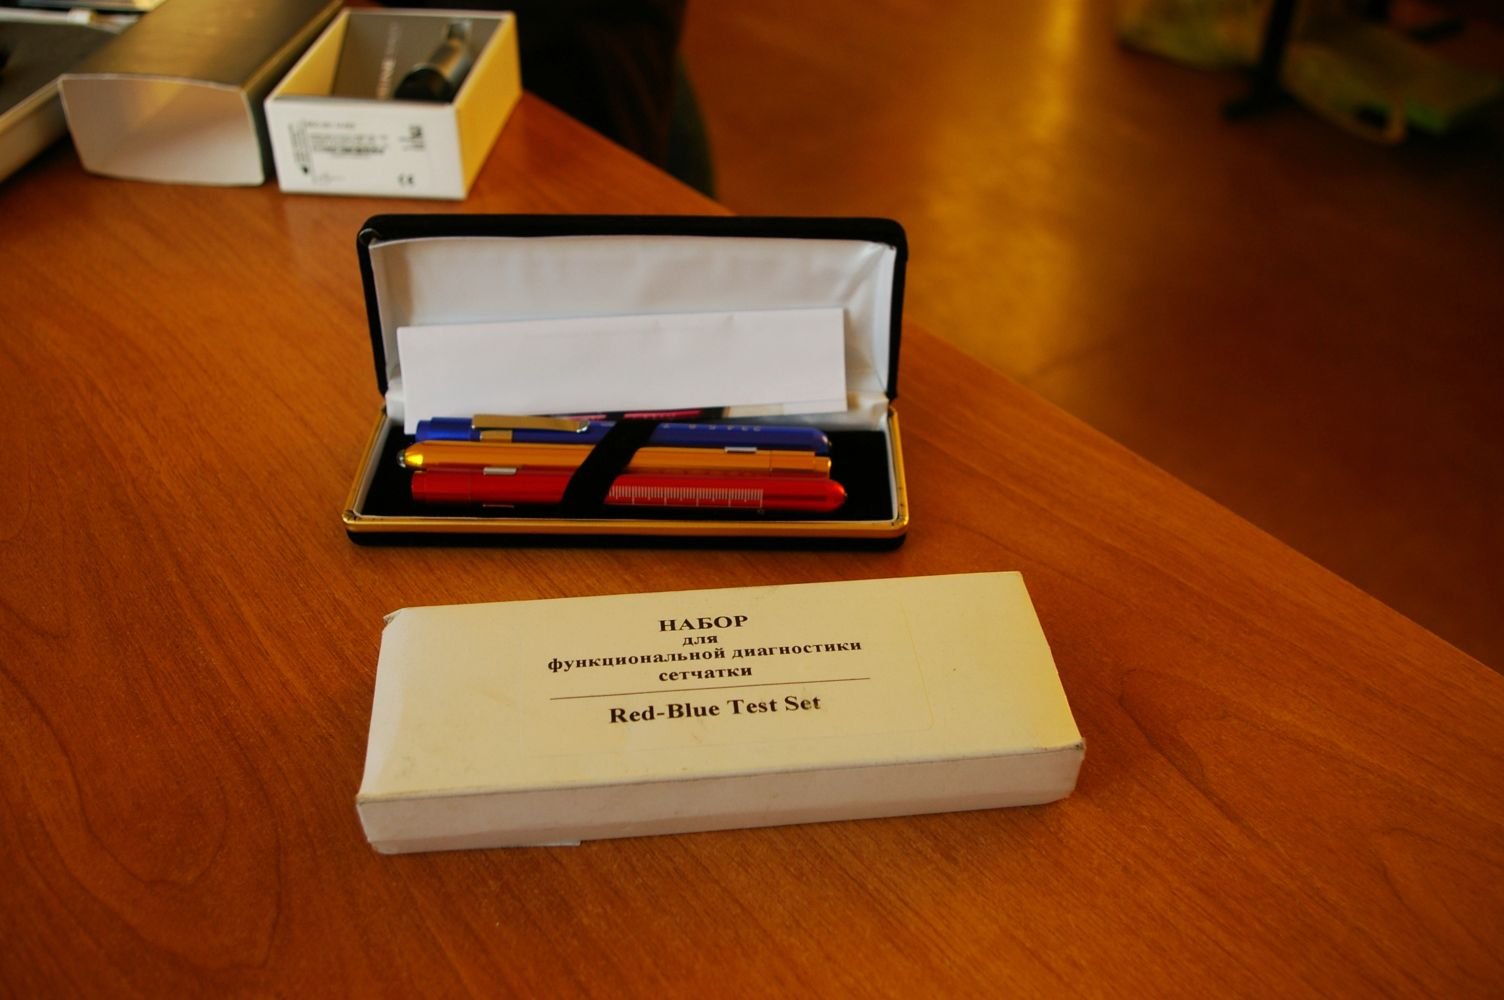 НАБОР
для
функциональной диагностики
сетчатки
Red-Blue Test Set